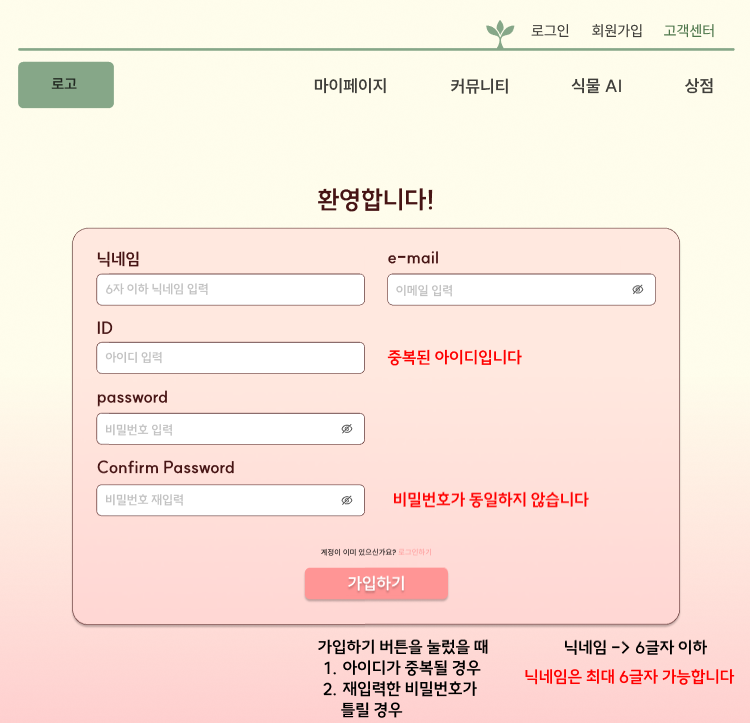 로그인 회원가입 고객센터
로고 마이페이지 커뮤니티 식물 AI 상점
환영합니다!
닉네임 e-mail
6자 이하 닉네임 입력 이메일 입력
ID
아이디 입력 중복된 아이디입니다
password
비밀번호 입력
Confirm Password
비밀번호 재입력 비밀번호가 동일하지 않습니다
계정이 이미 있으신가요? 로그인하기
가입하기
가입하기 버튼을 눌렀을 때
1. 아이디가 중복될 경우
2. 재입력한 비밀번호가
틀릴 경우
닉네임 -> 6글자 이하
닉네임은 최대 6글자 가능합니다